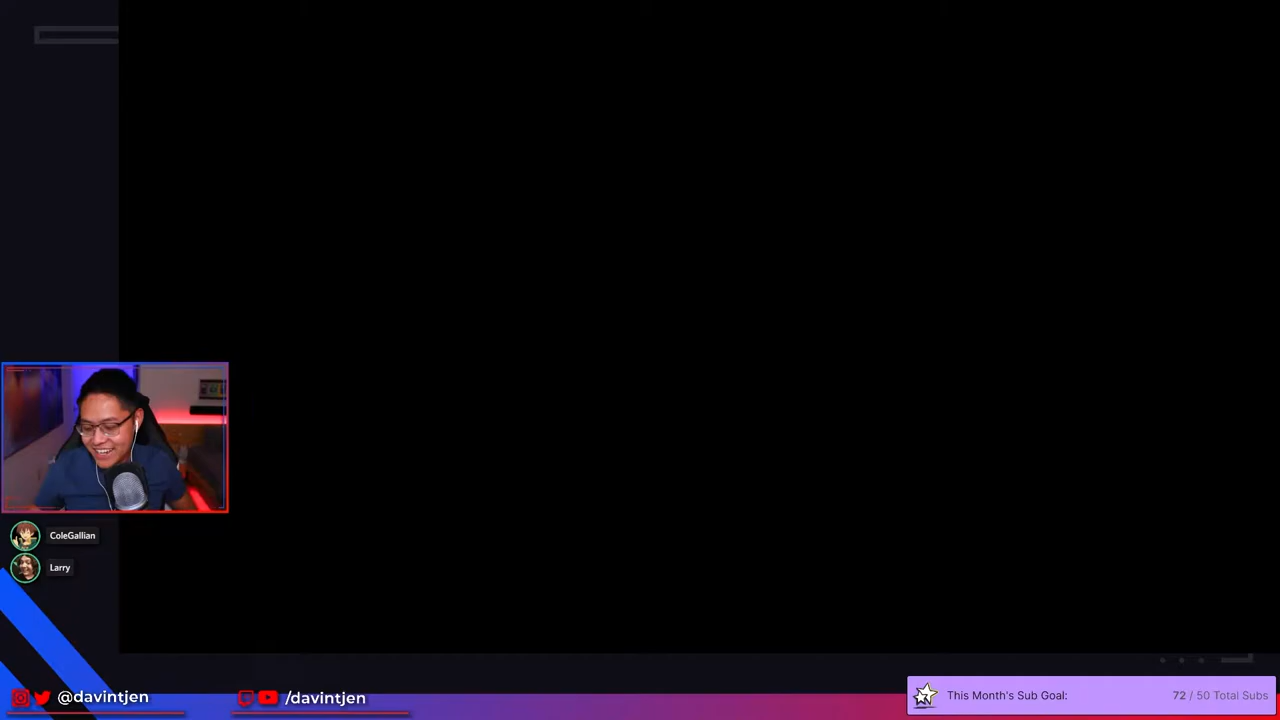 ColeGallian
Larry
@davintjen
/davintjen
This Month's Sub Goal:
72 / 50 Total Subs